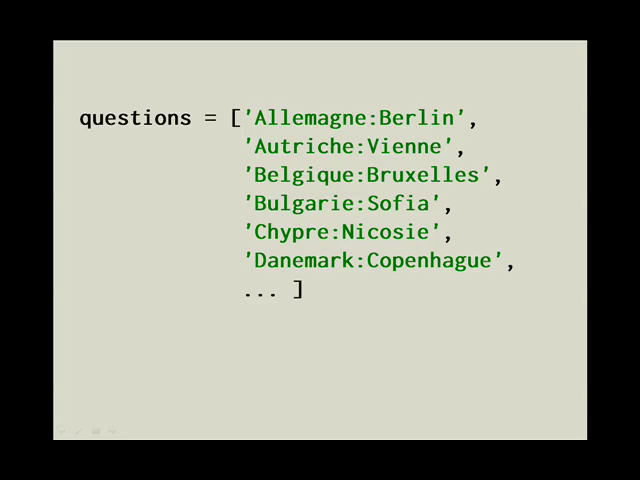 questions = ['Allemagne:Berlin',
'Autriche:Vienne',
'Belgique:Bruxelles',
'Bulgarie:Sofia',
'Chypre:Nicosie',
'Danemark:Copenhague',
... ]